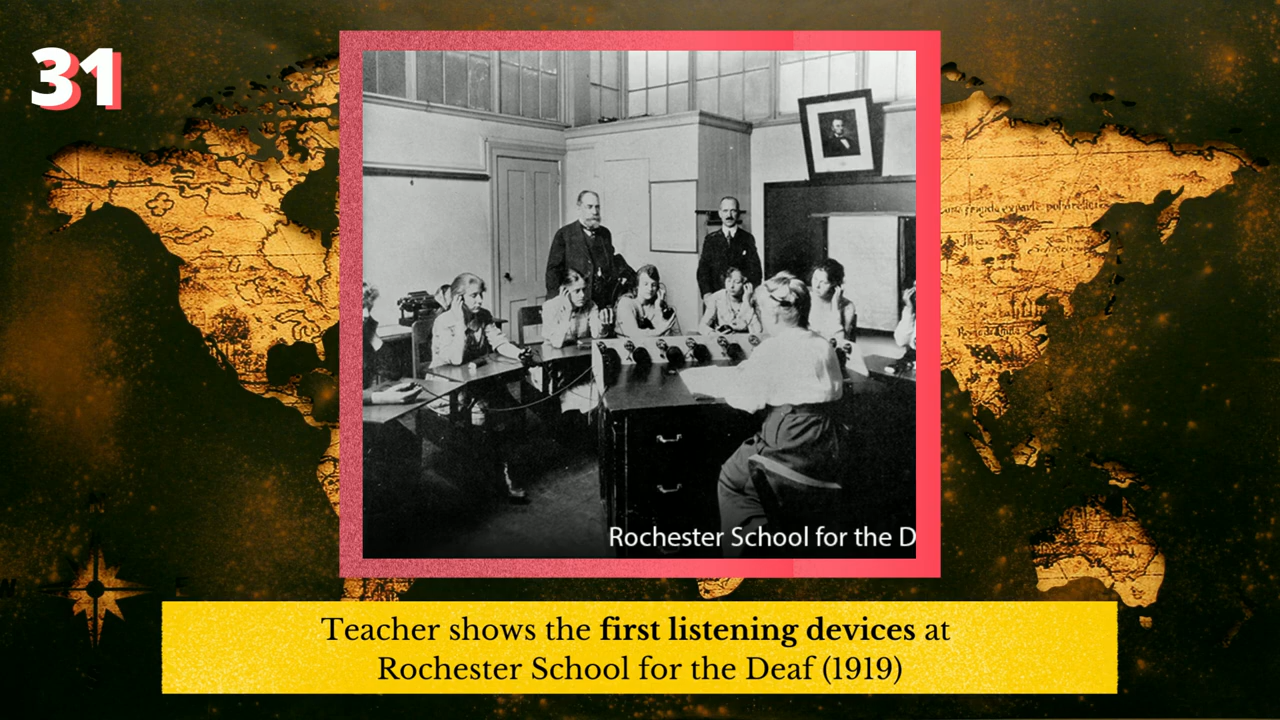 31
Rochester School for the D
Teacher shows the first listening devices at
Rochester School for the Deaf (1919)